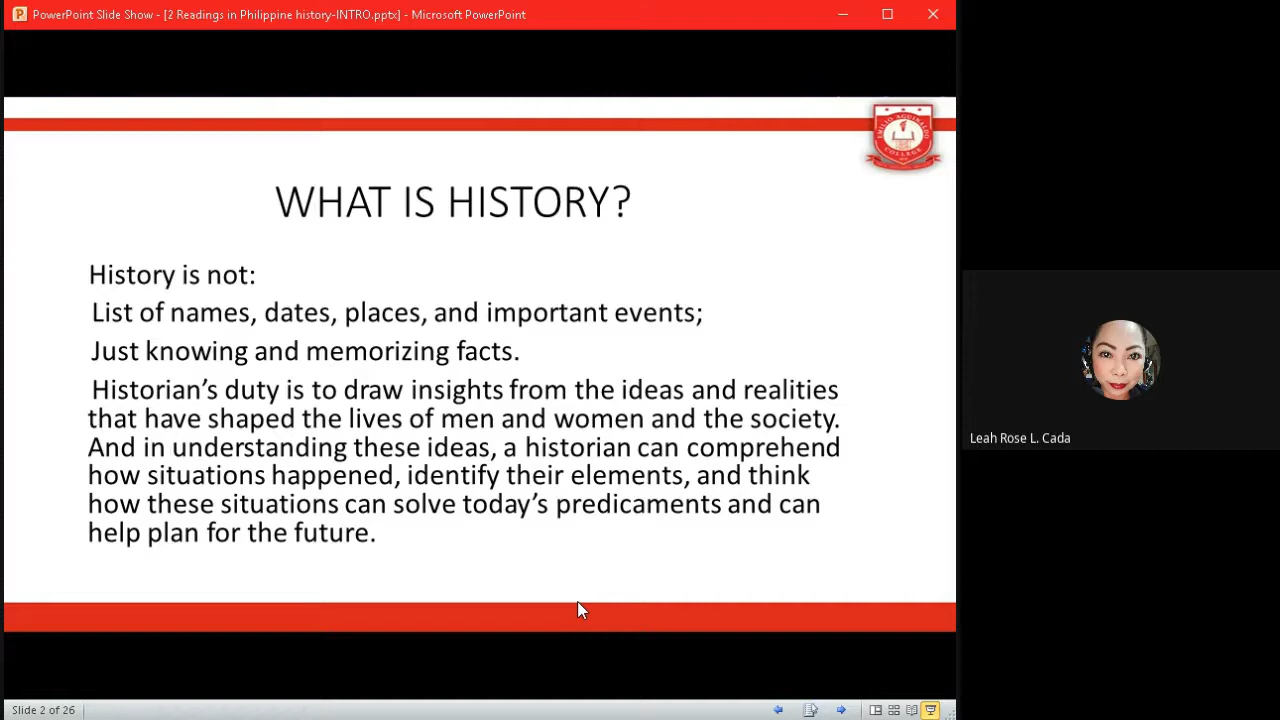 PowerPoint Slide Show - [2 Readings in Philippine history-INTRO.pptx] - Microsoft PowerPoint
EMILIO AGUINALDO
COLLEGE
WHAT IS HISTORY?
History is not:
List of names, dates, places, and important events;
Just knowing and memorizing facts.
Historian’s duty is to draw insights from the ideas and realities
that have shaped the lives of men and women and the society.
And in understanding these ideas, a historian can comprehend
how situations happened, identify their elements, and think
how these situations can solve today’s predicaments and can
help plan for the future.
Leah Rose L. Cada
Slide 2 of 26